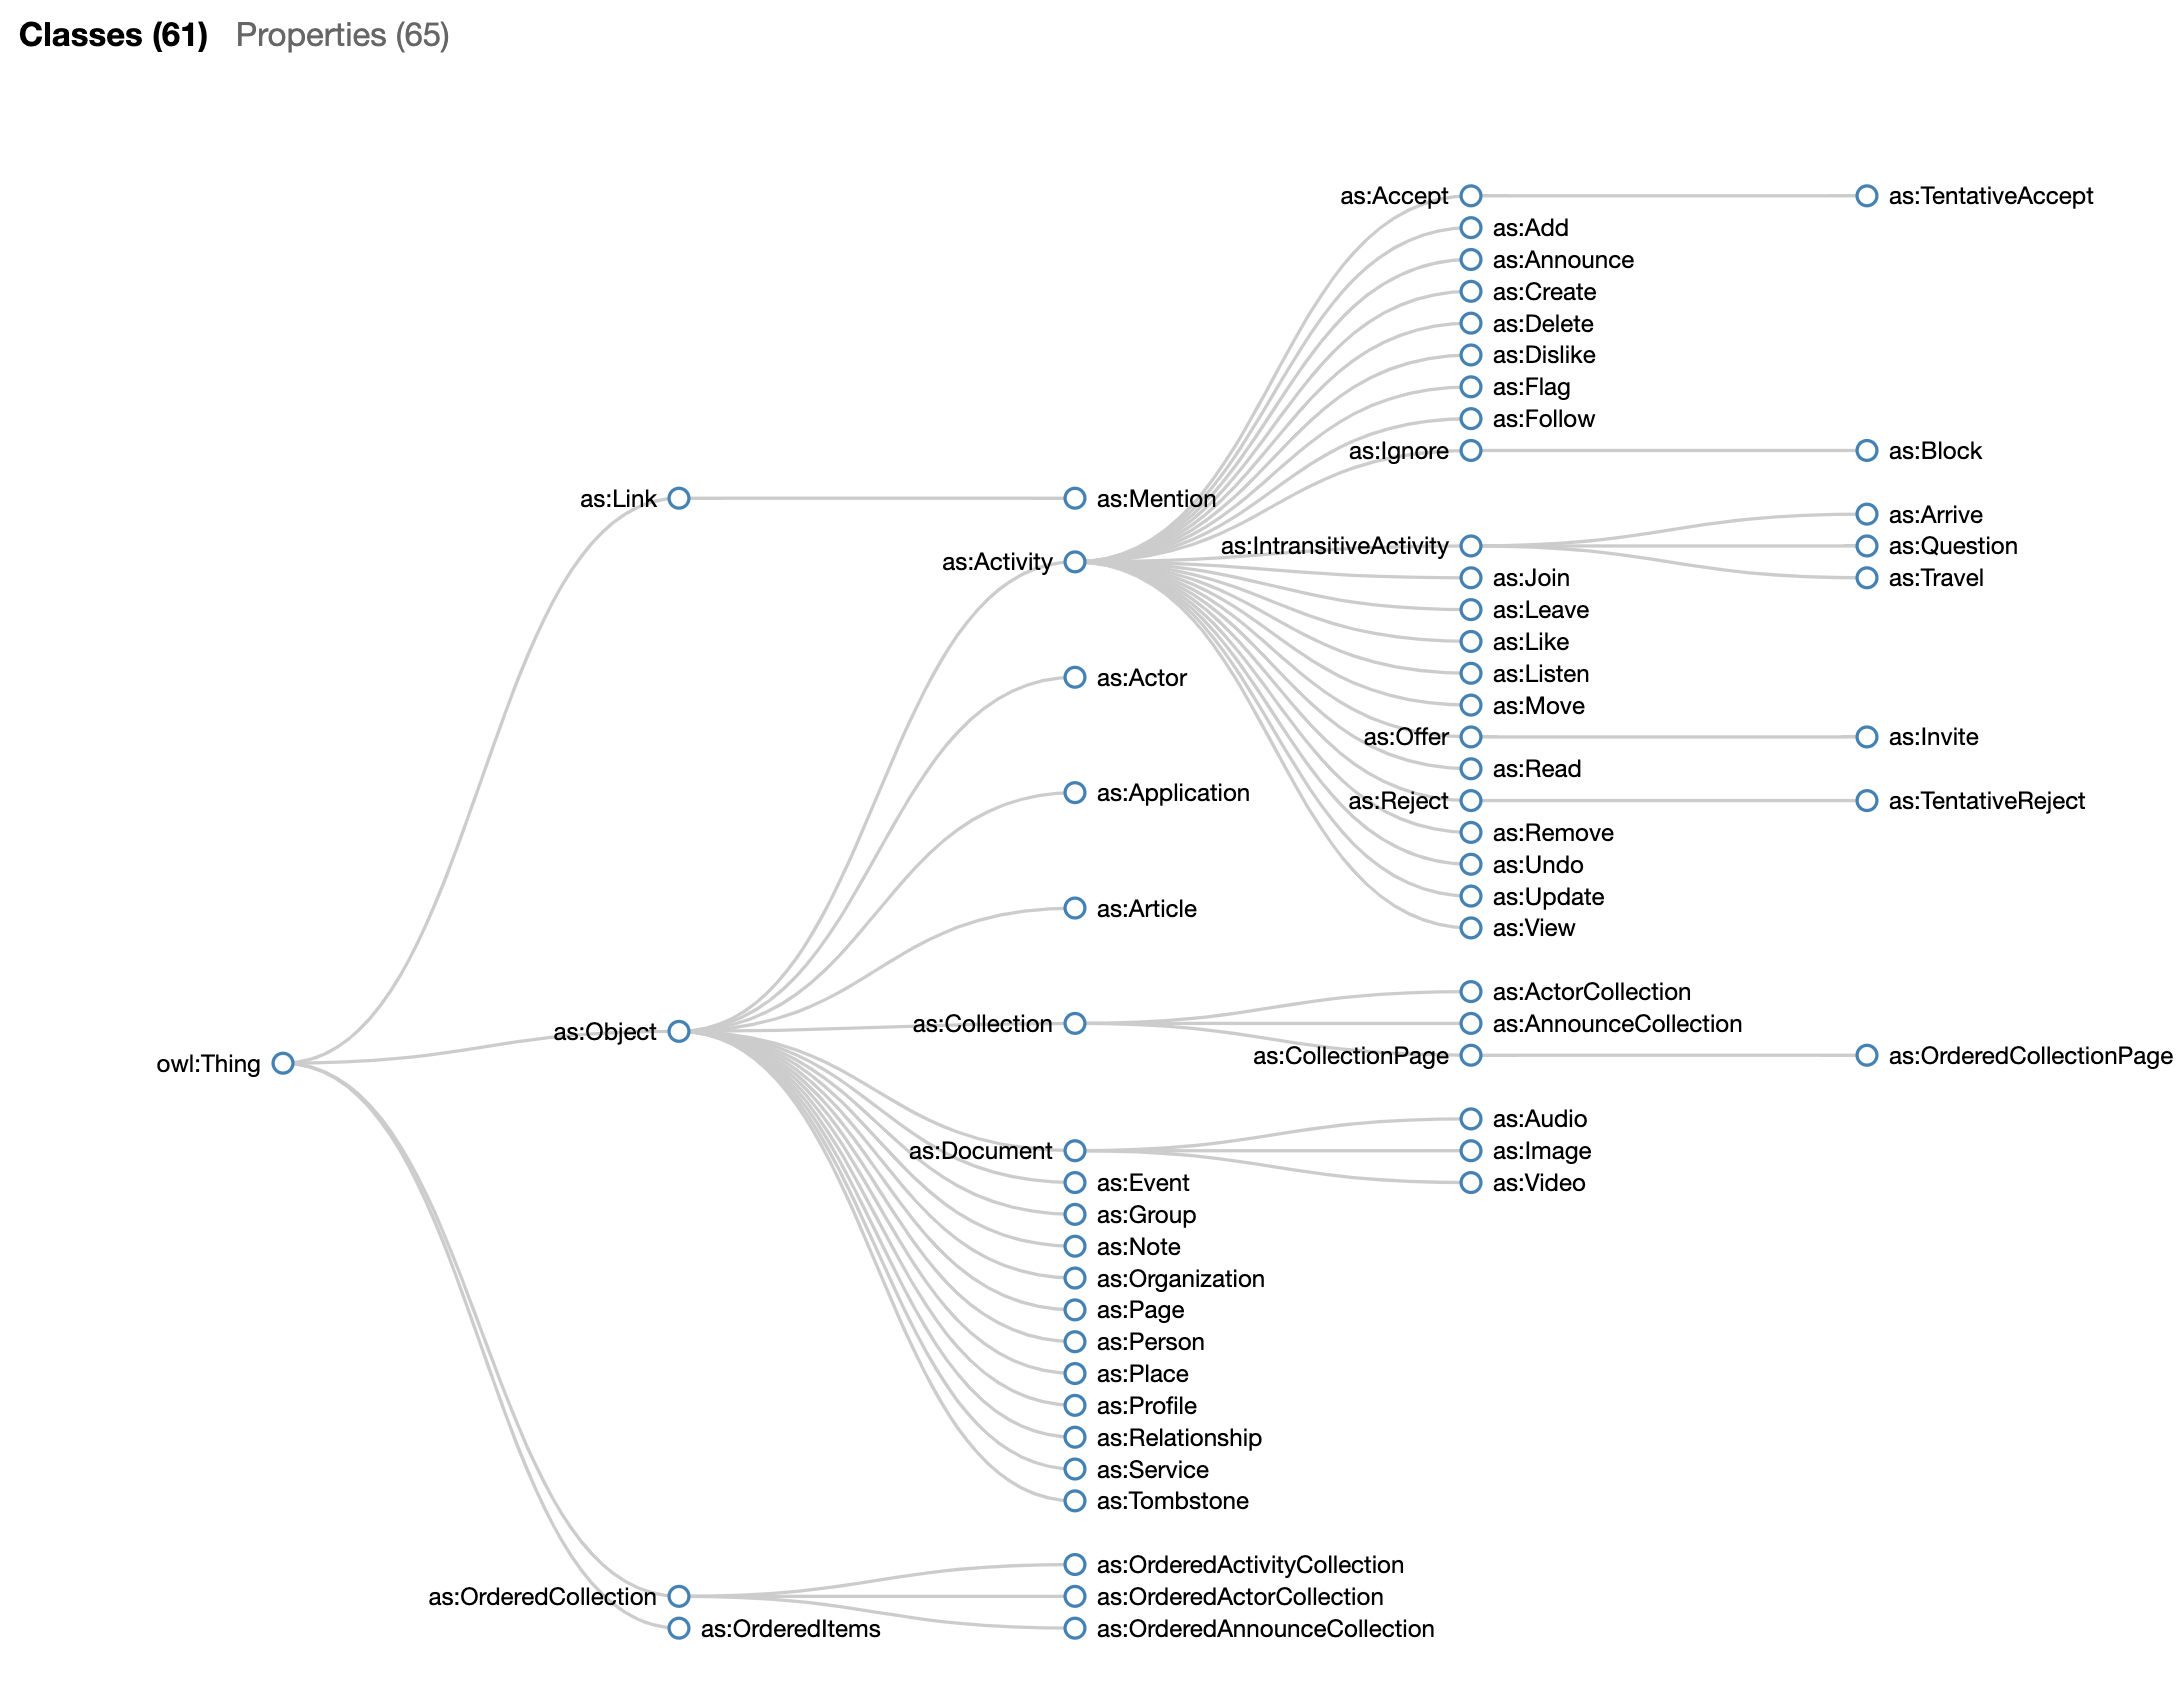 Classes (61) Properties (65)
as:Accept as:TentativeAccept
as:Add
as:Announce
as:Create
as:Delete
as:Dislike
as:Flag
as:Follow
as:Ignore as:Block
as:Link as:Mention
as:Arrive
as:IntransitiveActivity as:Question
as:Activity
as:Join as:Travel
as:Leave
as:Like
as:Listen
as:Actor
as:Move
as:Offer as:Invite
as:Read
as:Application
as:Reject as:TentativeReject
as:Remove
as:Undo
as:Update
as:Article
as:View
as:ActorCollection
as:Collection as:AnnounceCollection
as:Object
as:CollectionPage as:OrderedCollectionPage
owl:Thing
as:Audio
as:Document as:Image
as:Event as:Video
as:Group
as:Note
as:Organization
as:Page
as:Person
as:Place
as:Profile
as:Relationship
as:Service
as:Tombstone
as:OrderedActivityCollection
as:OrderedCollection as:OrderedActorCollection
as:OrderedItems as:OrderedAnnounceCollection